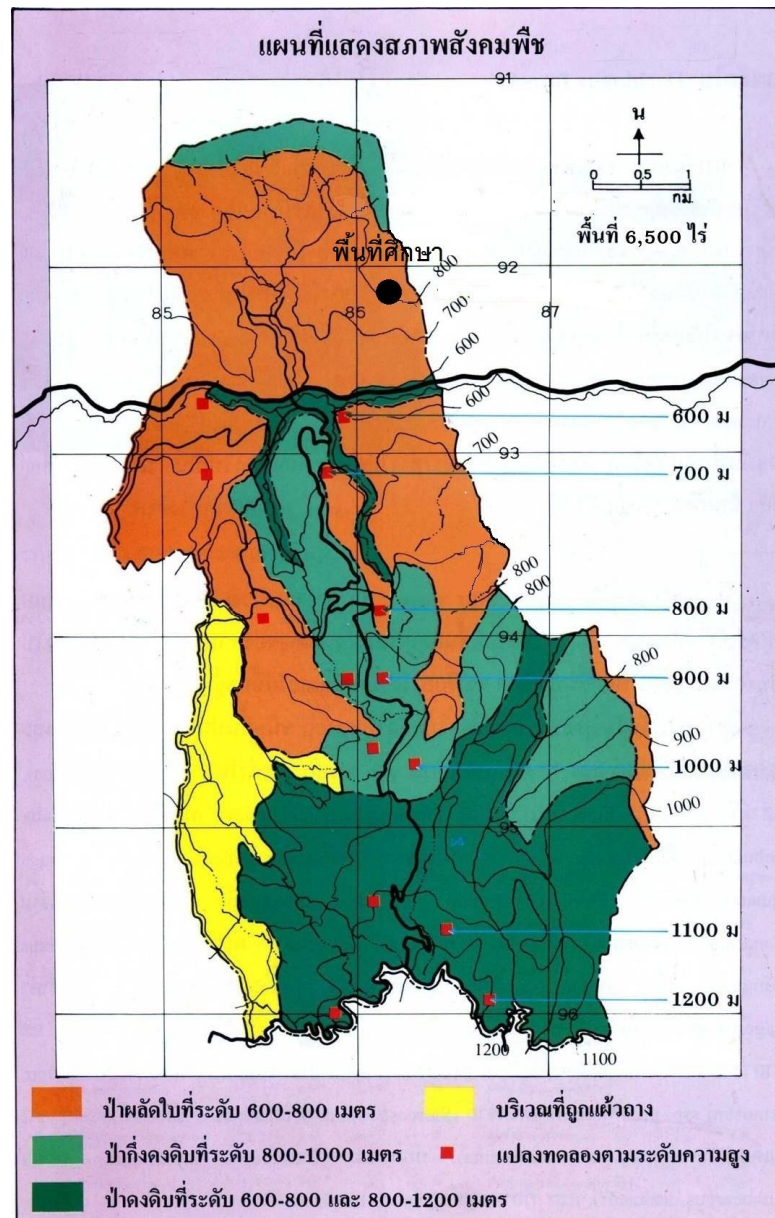 แผนที่แสดงสภาพสังคมพืช
91
น
0 0.5 1
กม.
พื้นที่ 6,500 ไร่
พื้นที่ศึกษา
92
800
85
86
87
700
600
600
600 ม
93
700
700 ม
800
800
800 ม
94
800
900 ม
900
1000 ม
1000
95
1100 ม
1200 ม
96
1200
1100
ป่าผลัดใบที่ระดับ 600-800 เมตร
บริเวณที่ถูกแผ้วถาง
ป่ากึ่งดงดิบที่ระดับ 800-1000 เมตร
แปลงทดลองตามระดับความสูง
ป่าดงดิบที่ระดับ 600-800 และ 800-1200 เมตร